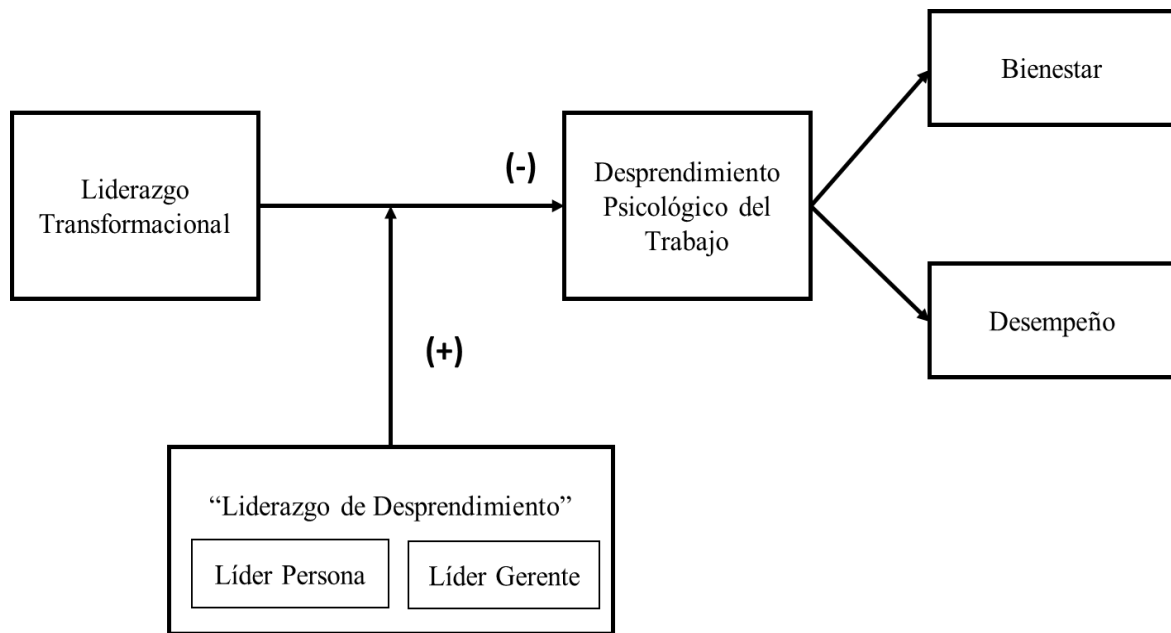 Bienestar
Liderazgo
Transformacional
(-)
Desprendimiento
Psicológico del
Trabajo
Desempeño
(+)
“Liderazgo de Desprendimiento”
Líder Persona
Líder Gerente